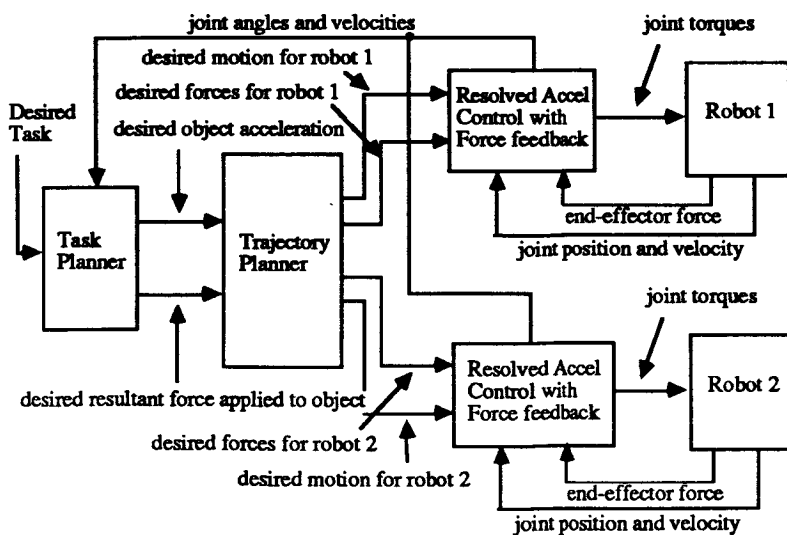 joint angles and velocities
desired motion for robot 1
desired forces for robot 1
desired object acceleration
Desired
Task
Task
Planner
Trajectory
Planner
Resolved Accel
Control with
Force feedback
joint torques
Robot 1
end-effector force
joint position and velocity
desired resultant force applied to object
desired forces for robot 2
desired motion for robot 2
Resolved Accel
Control with
Force feedback
joint torques
Robot 2
end-effector force
joint position and velocity